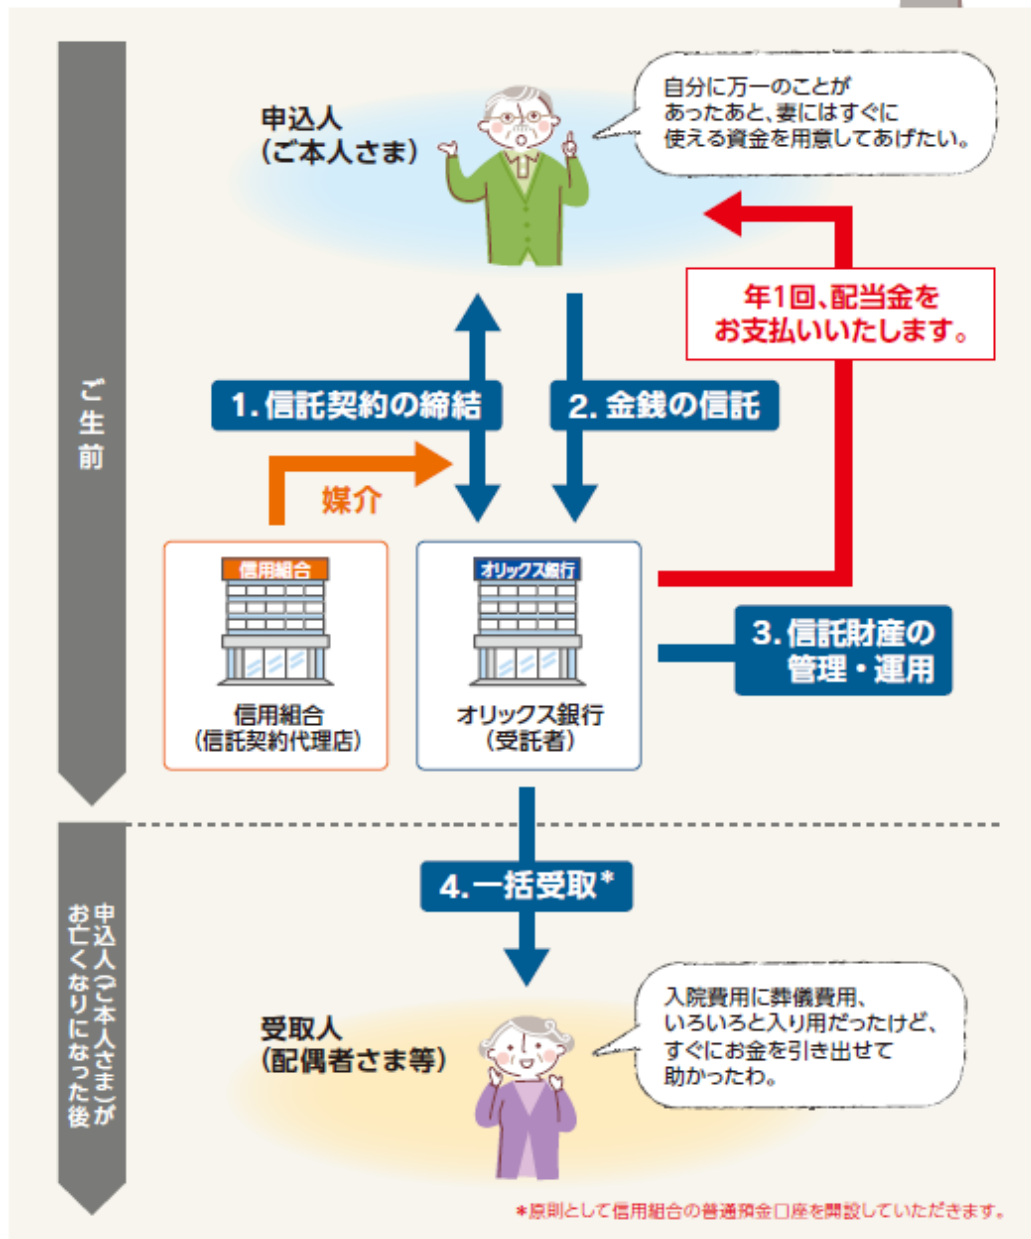 ご生前
申込人
(ご本人さま)
自分に万一のことが
あったあと、妻にはすぐに
使える資金を用意してあげたい。
年1回、配当金を
お支払いいたします。
1.信託契約の締結
2.金銭の信託
媒介
信用組合
信用組合
(信託契約代理店)
オリックス銀行
オリックス銀行
(受託者)
3.信託財産の
管理・運用
申込人(ご本人さま)が
お亡くなりになった後
4.一括受取*
受取人
(配偶者さま等)
入院費用に葬儀費用、
いろいろと入り用だったけど、
すぐにお金を引き出せて
助かったわ。
*原則として信用組合の普通預金口座を開設していただきます。